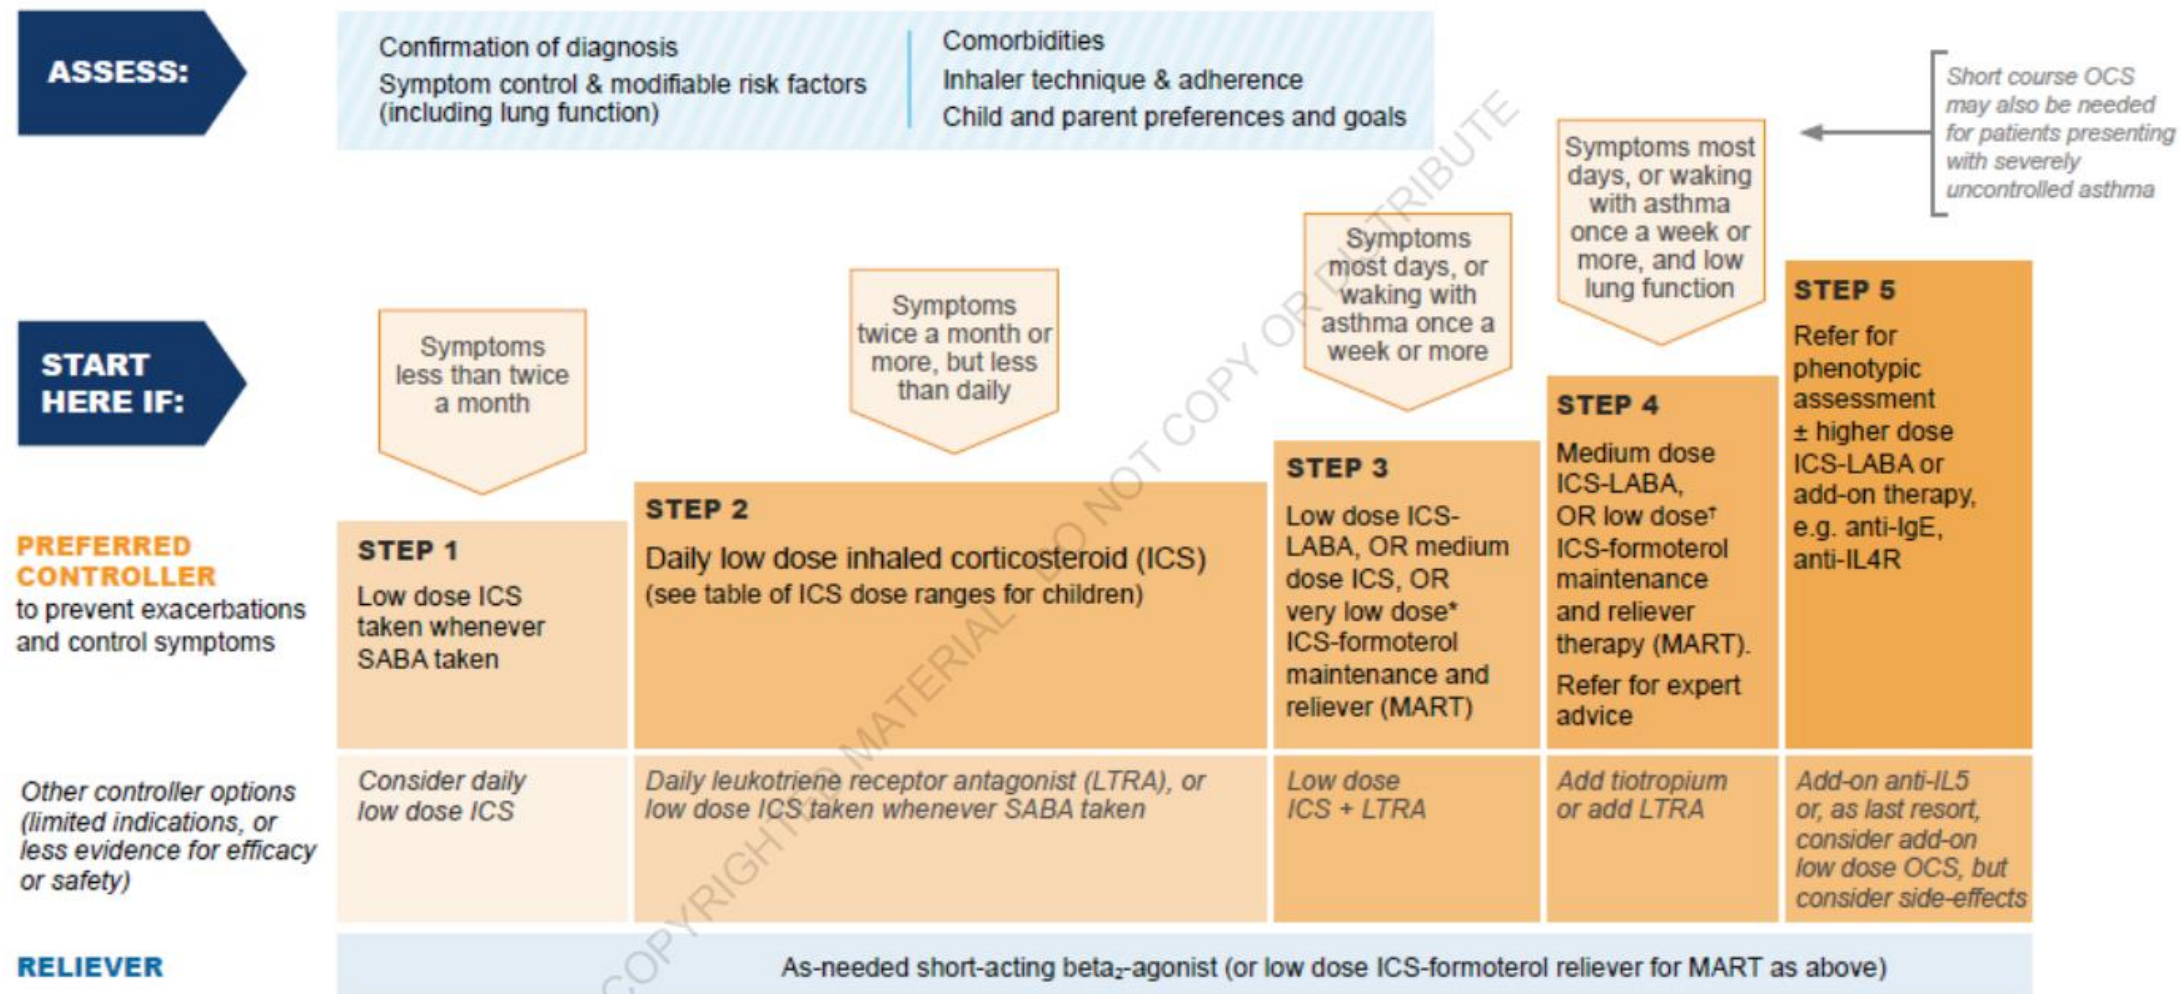 ASSESS:
Confirmation of diagnosis
Symptom control & modifiable risk factors
(including lung function)
Comorbidities
Inhaler technique & adherence
Child and parent preferences and goals
Short course OCS
may also be needed
for patients presenting
with severely
uncontrolled asthma
START
HERE IF:
Symptoms
less than twice
a month
Symptoms
twice a month or
more, but less
than daily
Symptoms
most days, or
waking with
asthma once a
week or more
Symptoms most
days, or waking
with asthma
once a week or
more, and low
lung function
PREFERRED
CONTROLLER
to prevent exacerbations
and control symptoms
STEP 1
Low dose ICS
taken whenever
SABA taken
STEP 2
Daily low dose inhaled corticosteroid (ICS)
(see table of ICS dose ranges for children)
STEP 3
Low dose ICS-
LABA, OR medium
dose ICS, OR
very low dose*
ICS-formoterol
maintenance and
reliever (MART)
STEP 4
Medium dose
ICS-LABA,
OR low dose†
ICS-formoterol
maintenance
and reliever
therapy (MART).
Refer for expert
advice
STEP 5
Refer for
phenotypic
assessment
± higher dose
ICS-LABA or
add-on therapy,
e.g. anti-IgE,
anti-IL4R
Other controller options
(limited indications, or
less evidence for efficacy
or safety)
Consider daily
low dose ICS
Daily leukotriene receptor antagonist (LTRA), or
low dose ICS taken whenever SABA taken
Low dose
ICS + LTRA
Add tiotropium
or add LTRA
Add-on anti-IL5
or, as last resort,
consider add-on
low dose OCS, but
consider side-effects
RELIEVER
As-needed short-acting beta₂-agonist (or low dose ICS-formoterol reliever for MART as above)
COPYRIGHTED MATERIAL DO NOT COPY OR DISTRIBUTE